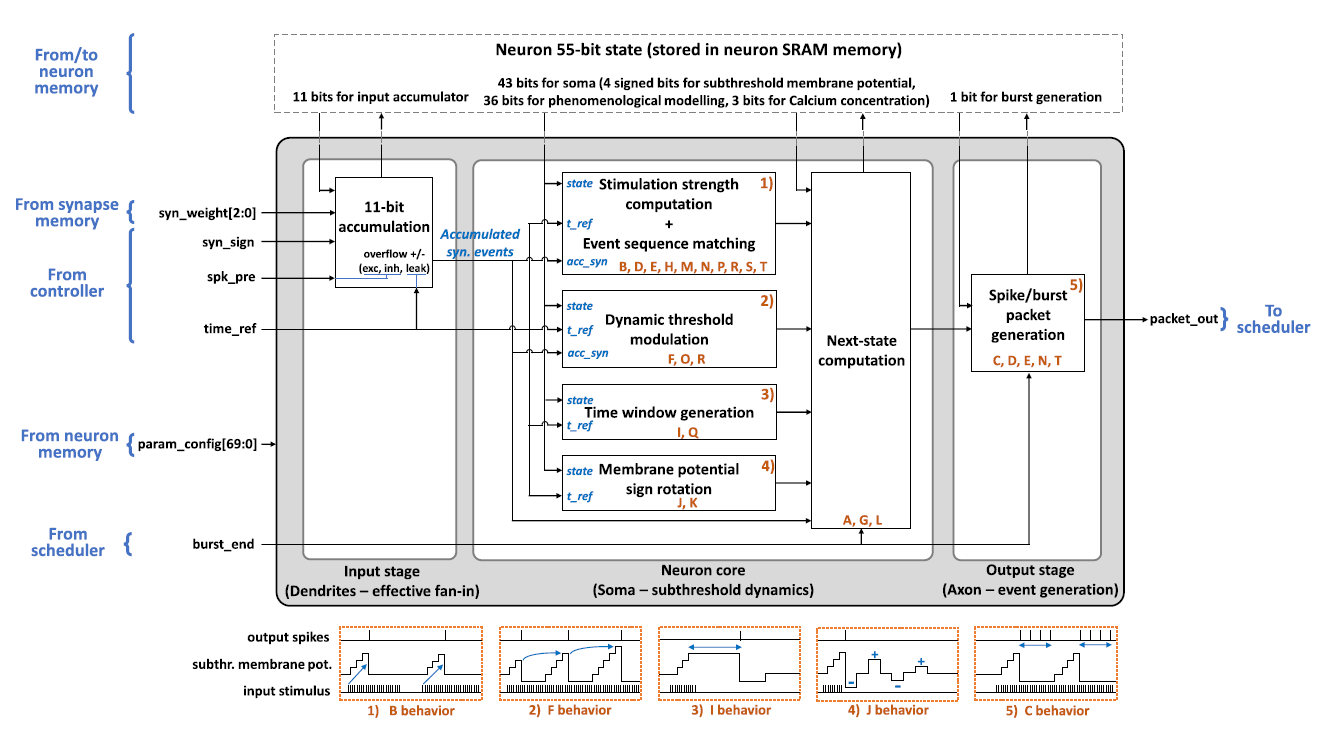 Neuron 55-bit state (stored in neuron SRAM memory)
From/to
neuron
memory
43 bits for soma (4 signed bits for subthreshold membrane potential,
11 bits for input accumulator
36 bits for phenomenological modelling, 3 bits for Calcium concentration)
1 bit for burst generation
From synapse
memory
syn_weight[2:0]
From
controller
syn_sign
spk_pre
time_ref
From neuron
memory
param_config[69:0]
From
scheduler
burst_end
11-bit
accumulation
overflow +/-
(exc, inh, leak)
Accumulated
syn. events
state
t_ref
acc_syn
Stimulation strength
computation
+
Event sequence matching
1)
B, D, E, H, M, N, P, R, S, T
state
t_ref
acc_syn
Dynamic threshold
modulation
2)
F, O, R
state
t_ref
Time window generation
3)
I, Q
state
t_ref
Membrane potential
sign rotation
4)
J, K
Next-state
computation
A, G, L
Spike/burst
packet
generation
5)
C, D, E, N, T
packet_out
To
scheduler
Input stage
(Dendrites – effective fan-in)
Neuron core
(Soma – subthreshold dynamics)
Output stage
(Axon – event generation)
output spikes
subthr. membrane pot.
input stimulus
+
+
-
-
1) B behavior
2) F behavior
3) I behavior
4) J behavior
5) C behavior